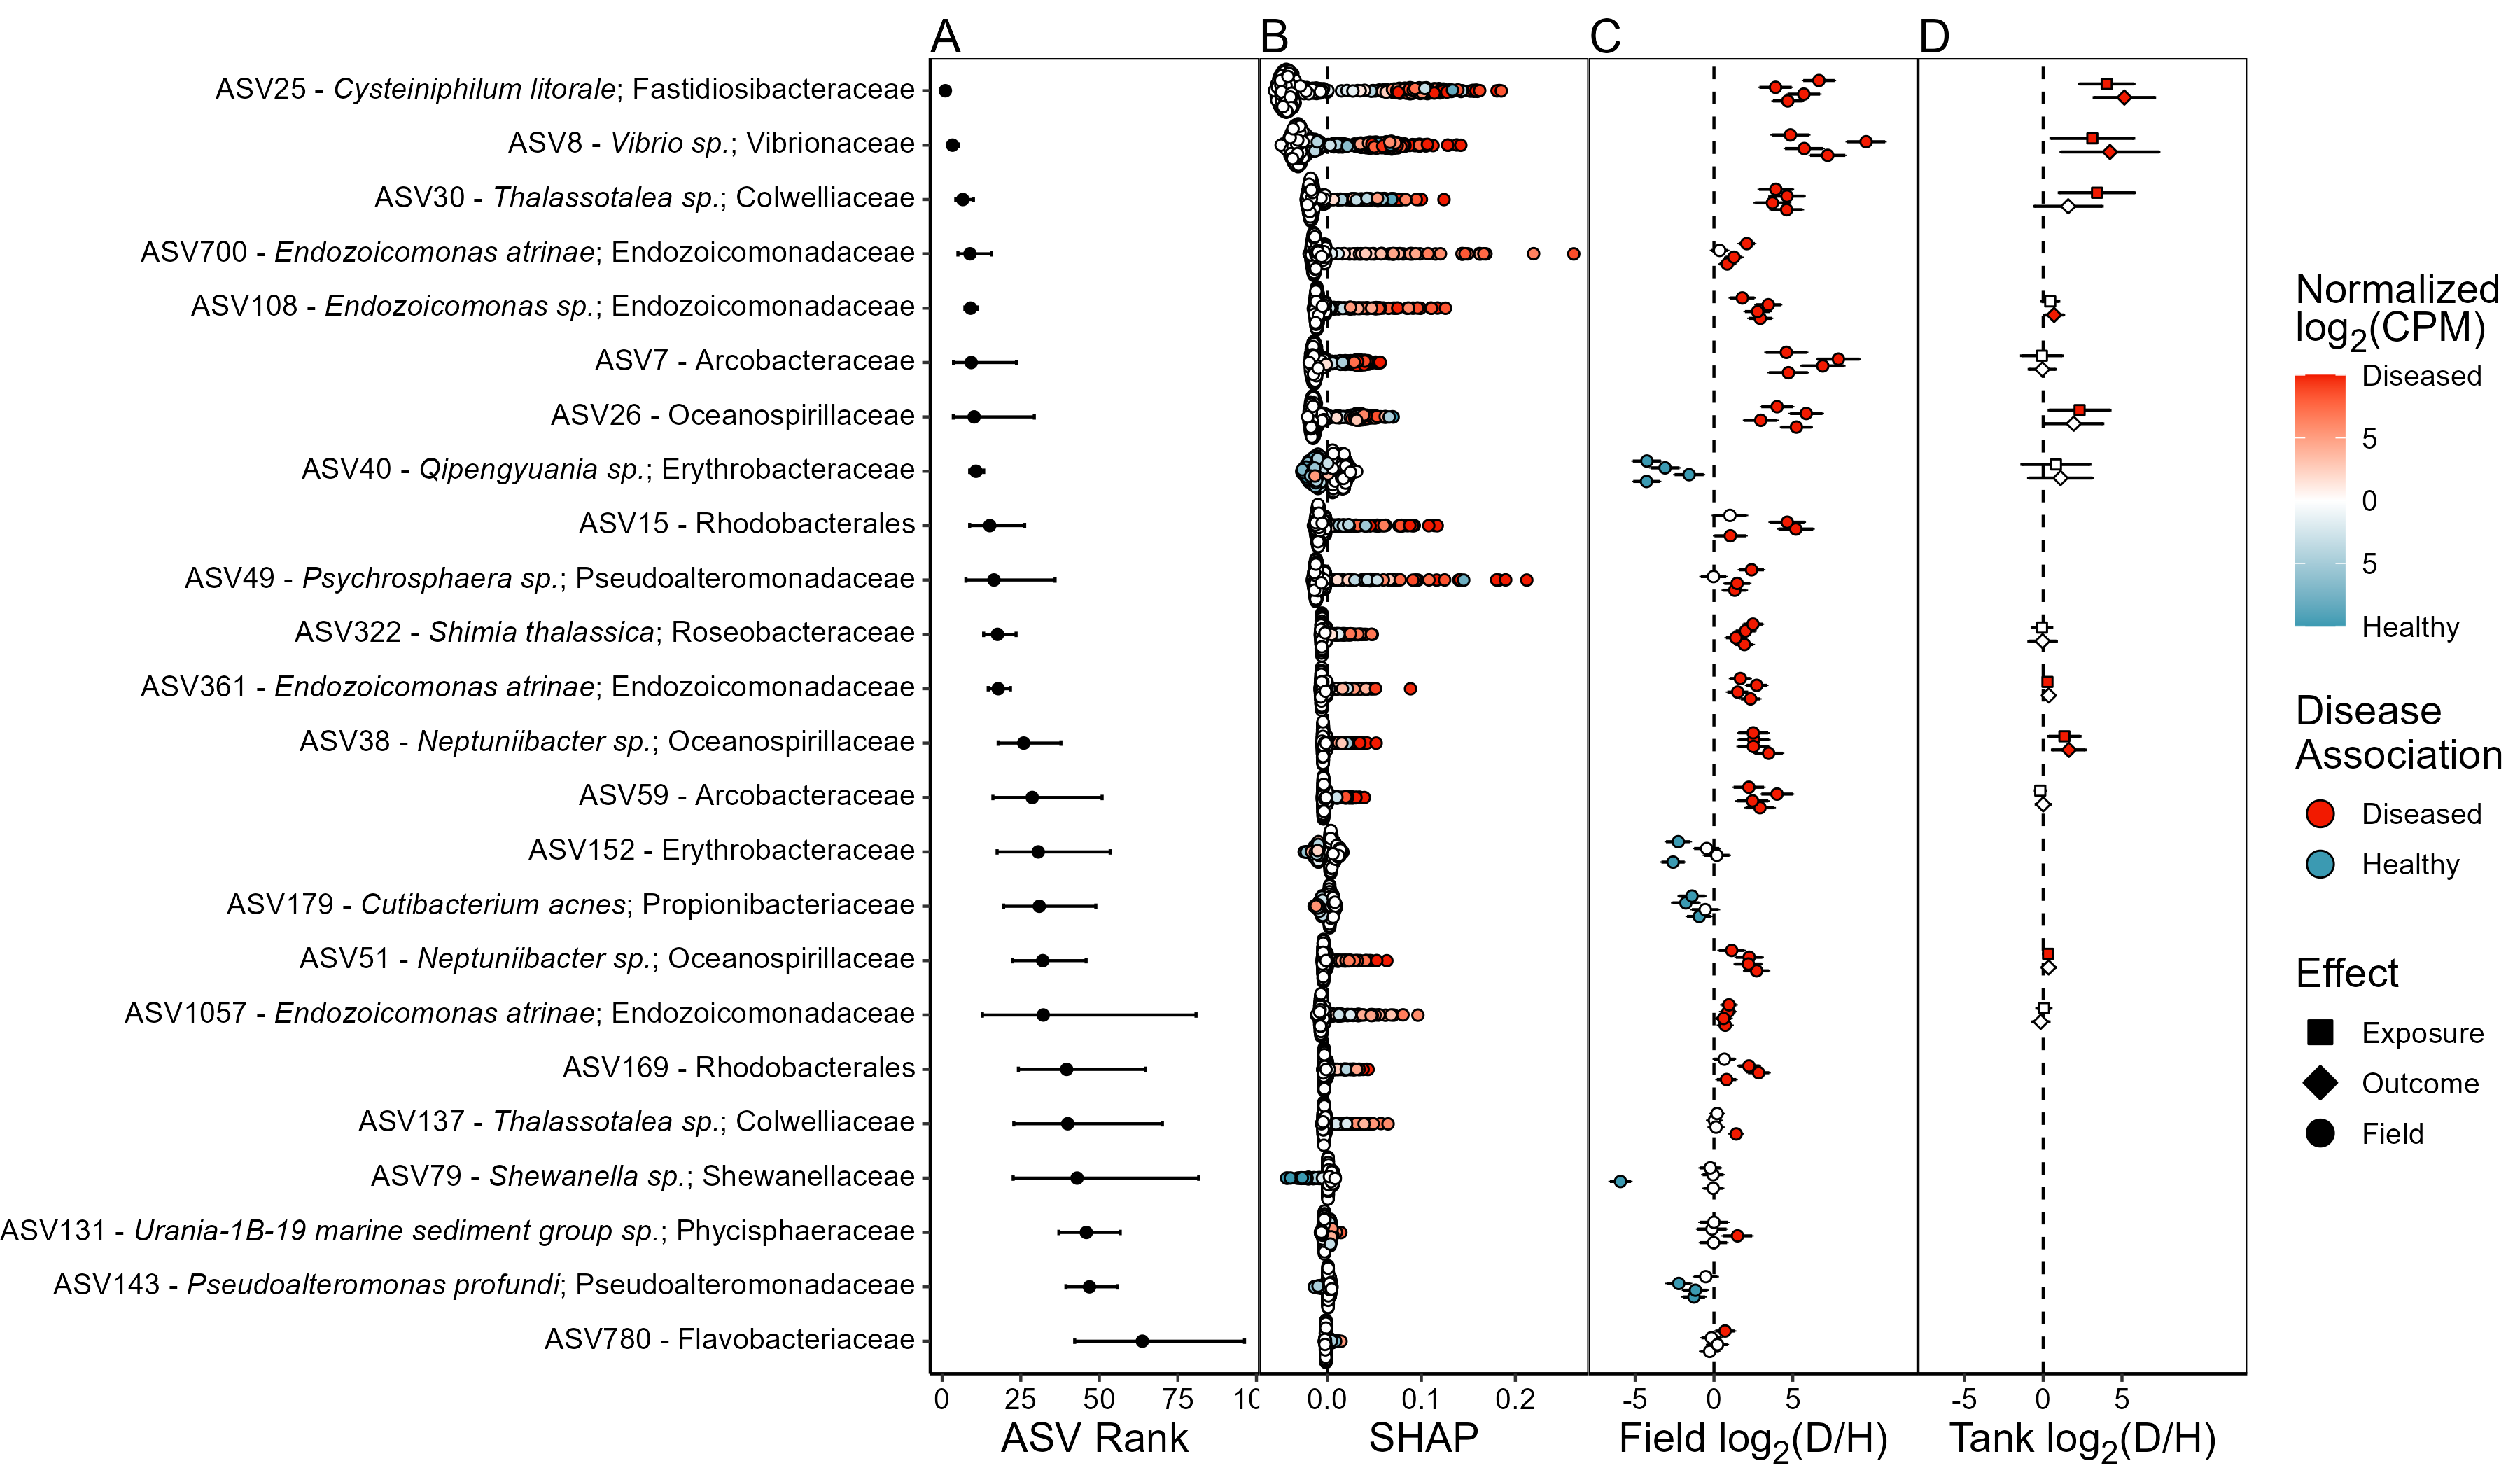 A B C D
ASV25 - Cysteiniphilum litorale; Fastidiosibacteraceae
ASV8 - Vibrio sp.; Vibrionaceae
ASV30 - Thalassotalea sp.; Colwelliaceae
ASV700 - Endozoicomonas atrinae; Endozoicomonadaceae
ASV108 - Endozoicomonas sp.; Endozoicomonadaceae
ASV7 - Arcobacteraceae
ASV26 - Oceanospirillaceae
ASV40 - Qipengyuania sp.; Erythrobacteraceae
ASV15 - Rhodobacterales
ASV49 - Psychrosphaera sp.; Pseudoalteromonadaceae
ASV322 - Shimia thalassica; Roseobacteraceae
ASV361 - Endozoicomonas atrinae; Endozoicomonadaceae
ASV38 - Neptuniibacter sp.; Oceanospirillaceae
ASV59 - Arcobacteraceae
ASV152 - Erythrobacteraceae
ASV179 - Cutibacterium acnes; Propionibacteriaceae
ASV51 - Neptuniibacter sp.; Oceanospirillaceae
ASV1057 - Endozoicomonas atrinae; Endozoicomonadaceae
ASV169 - Rhodobacterales
ASV137 - Thalassotalea sp.; Colwelliaceae
ASV79 - Shewanella sp.; Shewanellaceae
ASV131 - Urania-1B-19 marine sediment group sp.; Phycisphaeraceae
ASV143 - Pseudoalteromonas profundi; Pseudoalteromonadaceae
ASV780 - Flavobacteriaceae
0 25 50 75 10
0.0 0.1 0.2
-5 0 5
-5 0 5
ASV Rank
SHAP
Field log2(D/H)
Tank log2(D/H)
Normalized
log2(CPM)
Diseased
5
0
5
Healthy
Disease
Association
Diseased
Healthy
Effect
Exposure
Outcome
Field